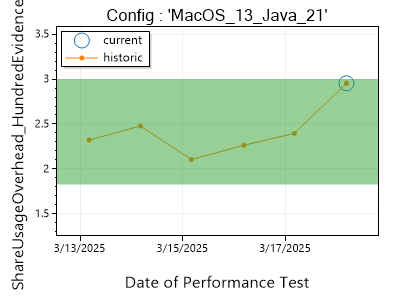 Config : 'MacOS_13_Java_21'
current
historic
ShareUsageOverhead_HundredEvidence
3.5
3
2.5
2
1.5
3/13/2025
3/15/2025
3/17/2025
Date of Performance Test